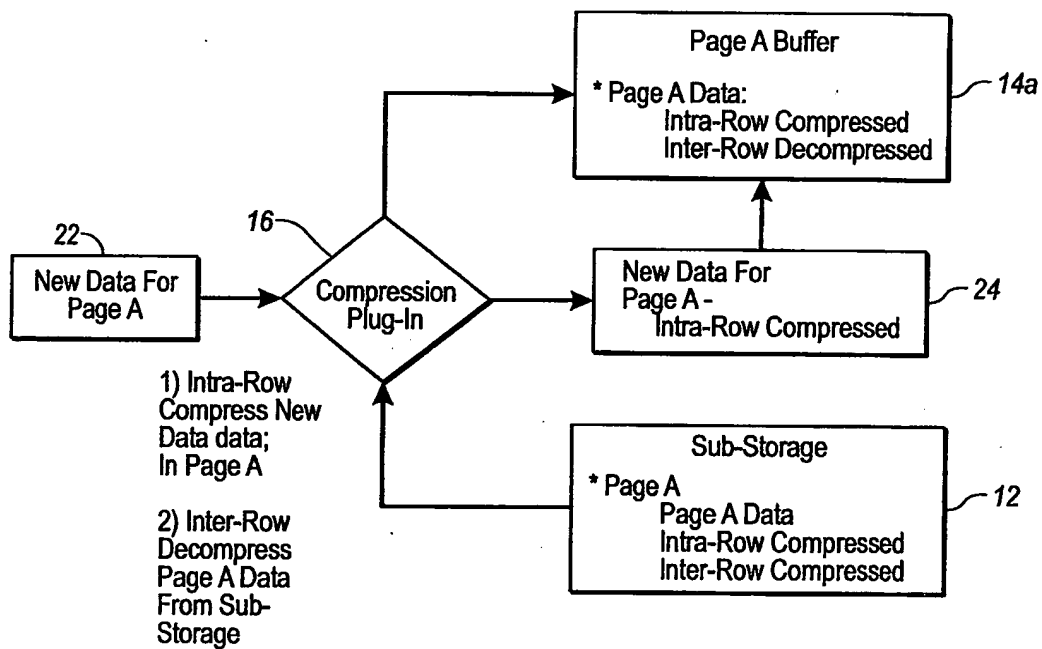 Page A Buffer
* Page A Data:
Intra-Row Compressed
Inter-Row Decompressed
14a
16
22
New Data For
Page A
Compression
Plug-In
New Data For
Page A -
Intra-Row Compressed
24
1) Intra-Row
Compress New
Data data;
In Page A
2) Inter-Row
Decompress
Page A Data
From Sub-
Storage
Sub-Storage
* Page A
Page A Data
Intra-Row Compressed
Inter-Row Compressed
12